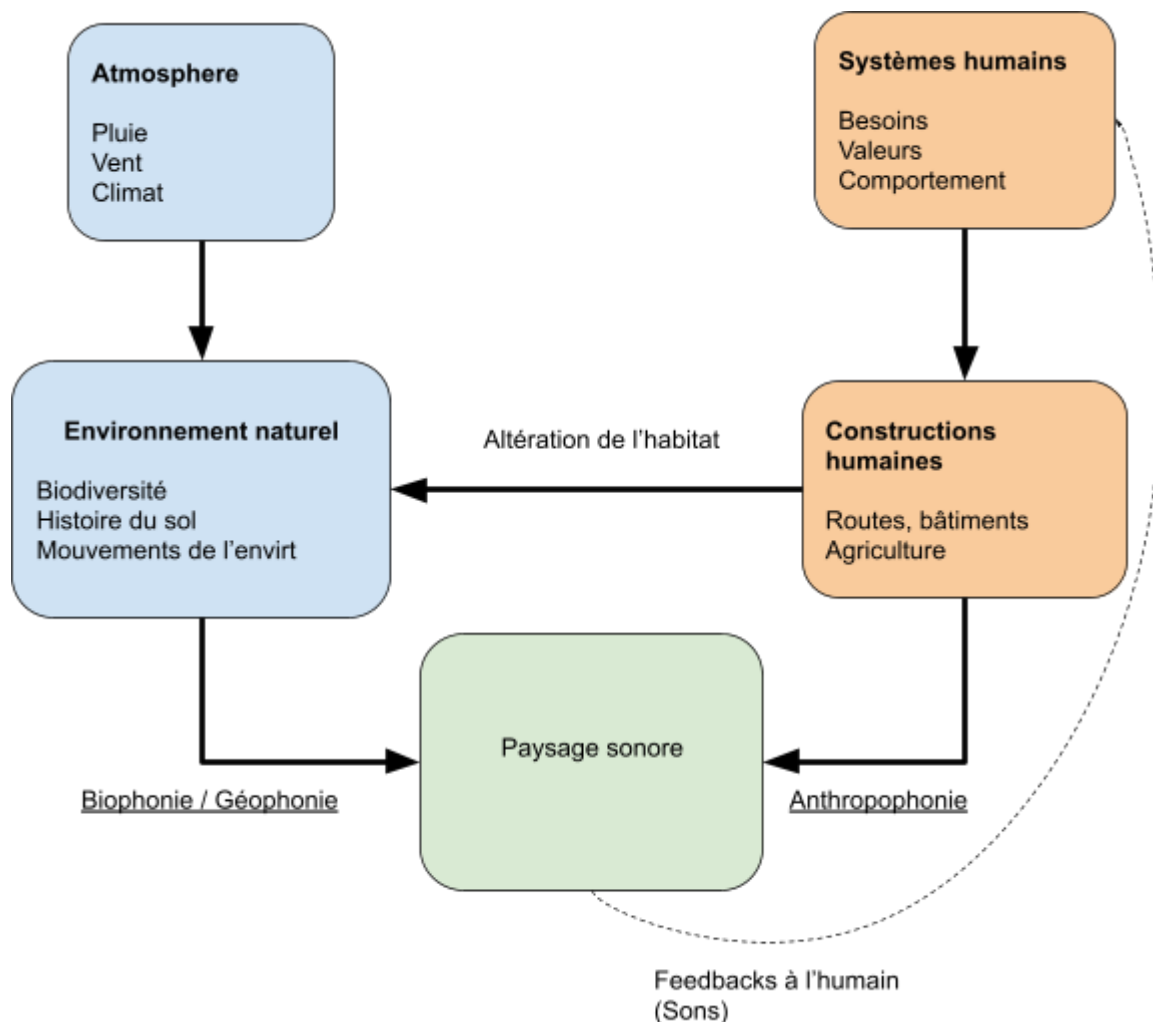 Atmosphere
Pluie
Vent
Climat
Systèmes humains
Besoins
Valeurs
Comportement
Environnement naturel
Biodiversité
Histoire du sol
Mouvements de l'envirt
Altération de l'habitat
Constructions
humaines
Routes, bâtiments
Agriculture
Paysage sonore
Biophonie / Géophonie
Anthropophonie
Feedbacks à l'humain
(Sons)